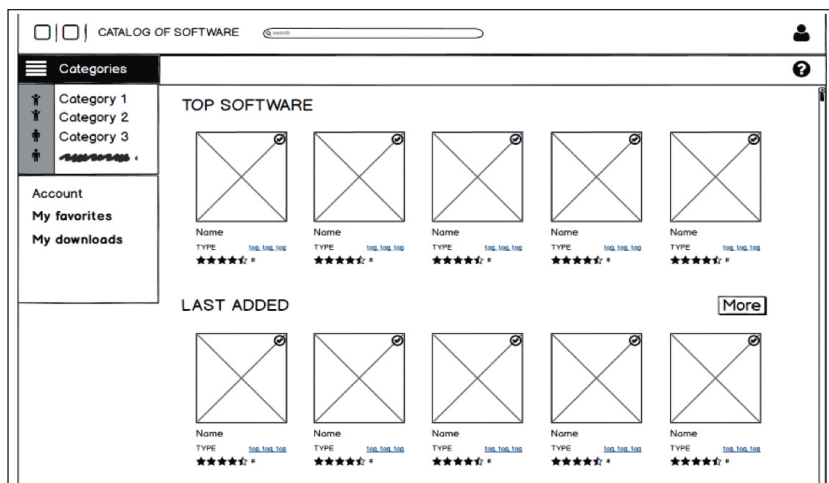 CATALOG OF SOFTWARE
search
Categories
Category 1
Category 2
Category 3
Account
My favorites
My downloads
TOP SOFTWARE
Name Name Name Name Name
TYPE tag, tag, tag TYPE tag, tag, tag TYPE tag, tag, tag TYPE tag, tag, tag TYPE tag, tag, tag
LAST ADDED More
Name Name Name Name Name
TYPE tag, tag, tag TYPE tag, tag, tag TYPE tag, tag, tag TYPE tag, tag, tag TYPE tag, tag, tag